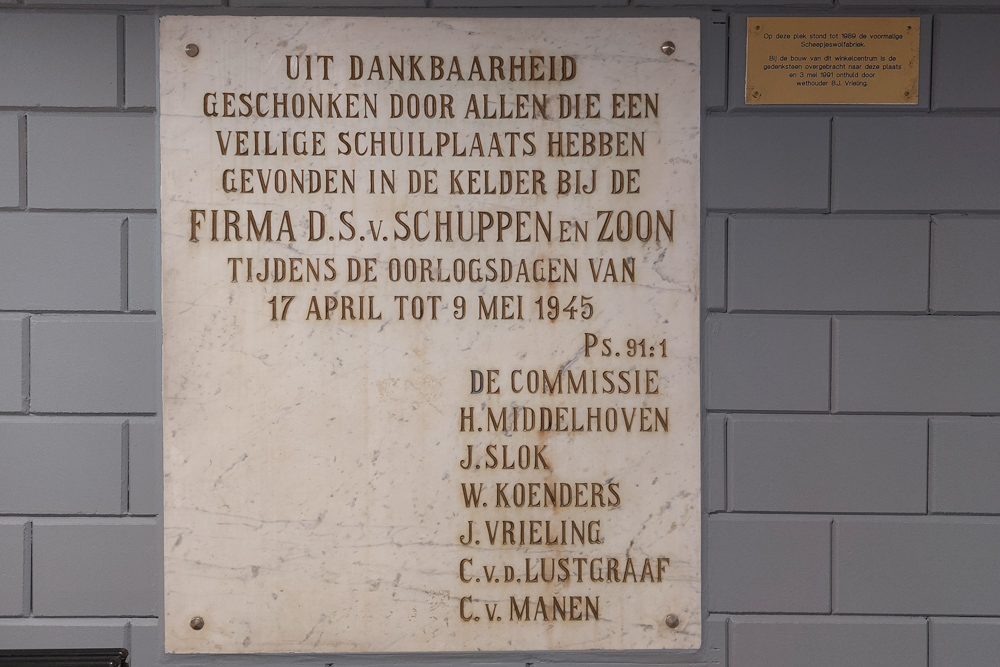 UIT DANKBAARHEID
GESCHONKEN DOOR ALLEN DIE EEN
VEILIGE SCHUILPLAATS HEBBEN
GEVONDEN IN DE KELDER BIJ DE
FIRMA D.S.v.SCHUPPEN EN ZOON
TIJDENS DE OORLOGSDAGEN VAN
17 APRIL TOT 9 MEI 1945
Ps. 91:1
DE COMMISSIE
H.MIDDELHOVEN
J.SLOK
W. KOENDERS
J.VRIELING
C.v.d.LUSTGRAAF
C.v. MANEN
Op deze plek stond tot 1989 de voormalige
Scheepjeswolfabriek.
Bij de bouw van dit winkelcentrum is de
gedenksteen overgebracht naar deze plaats
en 3 mei 1991 onthuld door
wethouder B.J. Vrieling.